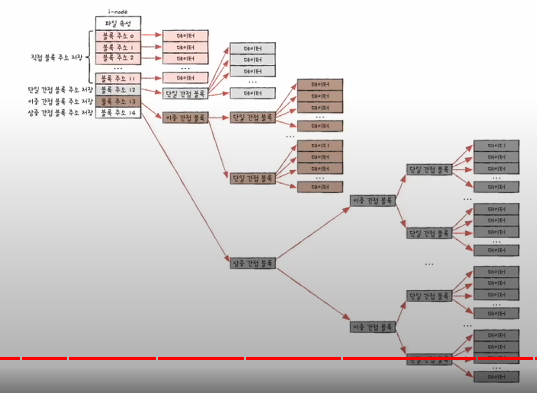 i-node
파일 속성
블록 주소 0
블록 주소 1
블록 주소 2
...
블록 주소 11
블록 주소 12
블록 주소 13
블록 주소 14
직접 블록 주소 저장
단일 간접 블록 주소 저장
이중 간접 블록 주소 저장
삼중 간접 블록 주소 저장
데이터
데이터
데이터
...
데이터
단일 간접 블록
데이터
데이터
데이터
...
데이터
이중 간접 블록
단일 간접 블록
데이터
데이터
데이터
...
데이터
...
단일 간접 블록
데이터
데이터
데이터
...
데이터
삼중 간접 블록
이중 간접 블록
단일 간접 블록
데이터
데이터
데이터
...
데이터
...
단일 간접 블록
데이터
데이터
데이터
...
데이터
...
이중 간접 블록
단일 간접 블록
데이터
데이터
데이터
...
데이터
...
단일 간접 블록
데이터
데이터
데이터
...
데이터